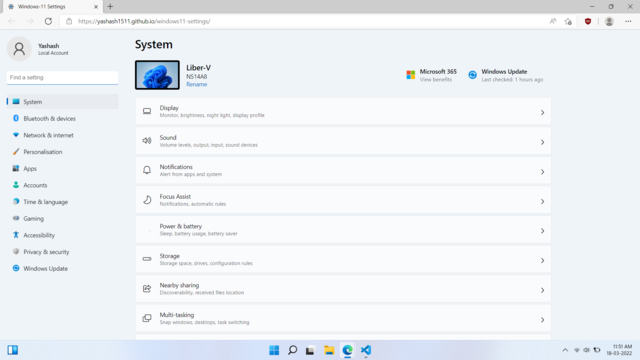 Windows-11 Settings
https://yashash1511.github.io/windows11-settings/
Yashash
Local Account
Find a setting
System
Bluetooth & devices
Network & internet
Personalisation
Apps
Accounts
Time & language
Gaming
Accessibility
Privacy & security
Windows Update
System
Liber-V
NS14A8
Rename
Microsoft 365
View benefits
Windows Update
Last checked: 1 hours ago
Display
Monitor, brightness, night light, display profile
Sound
Volume levels, output, input, sound devices
Notifications
Alert from apps and system
Focus Assist
Notifications, automatic rules
Power & battery
Sleep, battery usage, battery saver
Storage
Storage space, drives, configuration rules
Nearby sharing
Discoverability, received files location
Multi-tasking
Snap windows, desktops, task switching
11:51 AM
18-03-2022